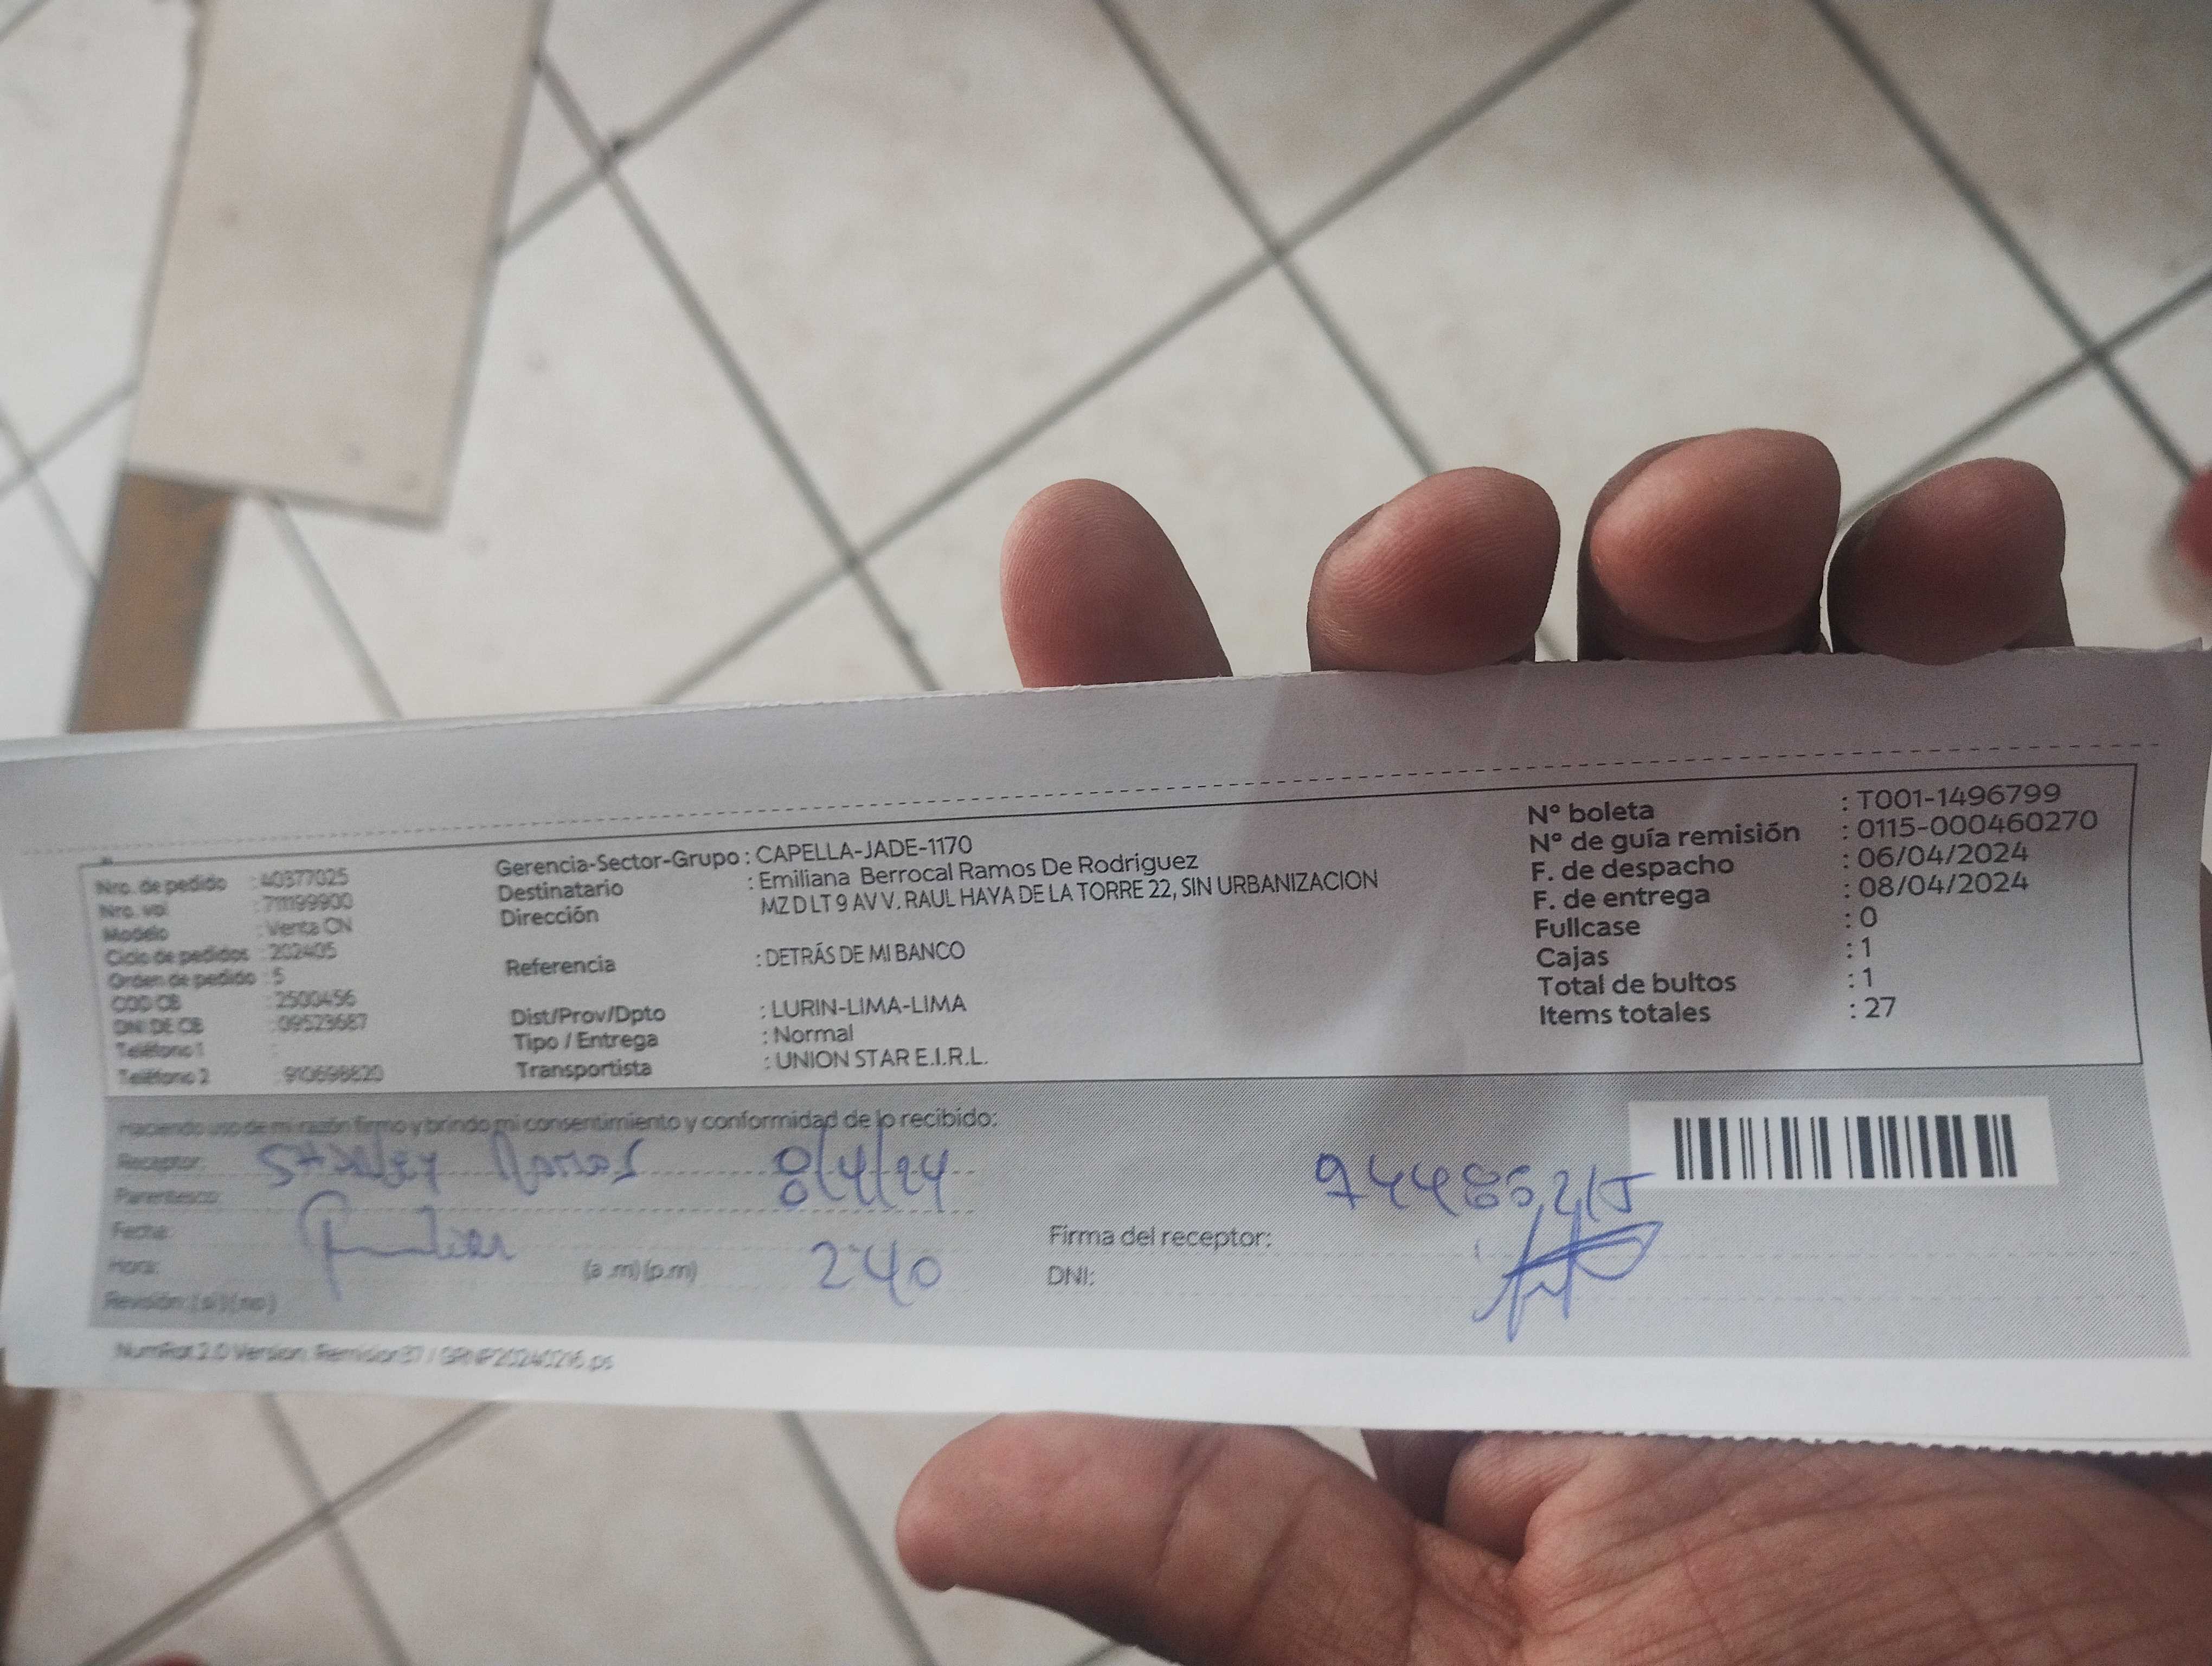 Nro. de pedido : 40377025
Nro. vol : 711199900
Modelo : Venta CN
Ciclo de pedidos : 202405
Orden de pedido : 5
COD CB : 2500456
DNI DE CB : 09523687
Teléfono 1 :
Teléfono 2 : 910698820
Gerencia-Sector-Grupo : CAPELLA-JADE-1170
Destinatario : Emiliana Berrocal Ramos De Rodriguez
Dirección MZ D LT 9 AV V. RAUL HAYA DE LA TORRE 22, SIN URBANIZACION
Referencia : DETRÁS DE MI BANCO
Dist/Prov/Dpto : LURIN-LIMA-LIMA
Tipo / Entrega : Normal
Transportista : UNION STAR E.I.R.L.
N° boleta : T001-1496799
N° de guía remisión : 0115-000460270
F. de despacho : 06/04/2024
F. de entrega : 08/04/2024
Fullcase : 0
Cajas : 1
Total de bultos : 1
Items totales : 27
Haciendo uso de mi razón firmo y brindo mi consentimiento y conformidad de lo recibido:
Receptor: Ramos 8/4/24
Parentesco:
Fecha:
Hora: (a .m) (p.m) 2:40
Revisión: (si) (no)
Firma del receptor:
DNI: